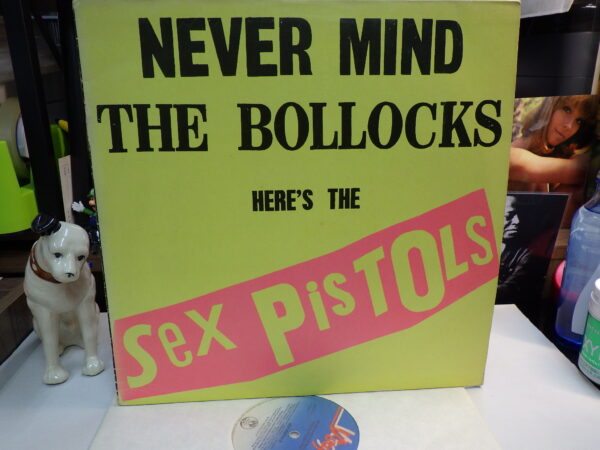 NEVER MIND
THE BOLLOCKS
HERE'S THE
SEX PISTOLS